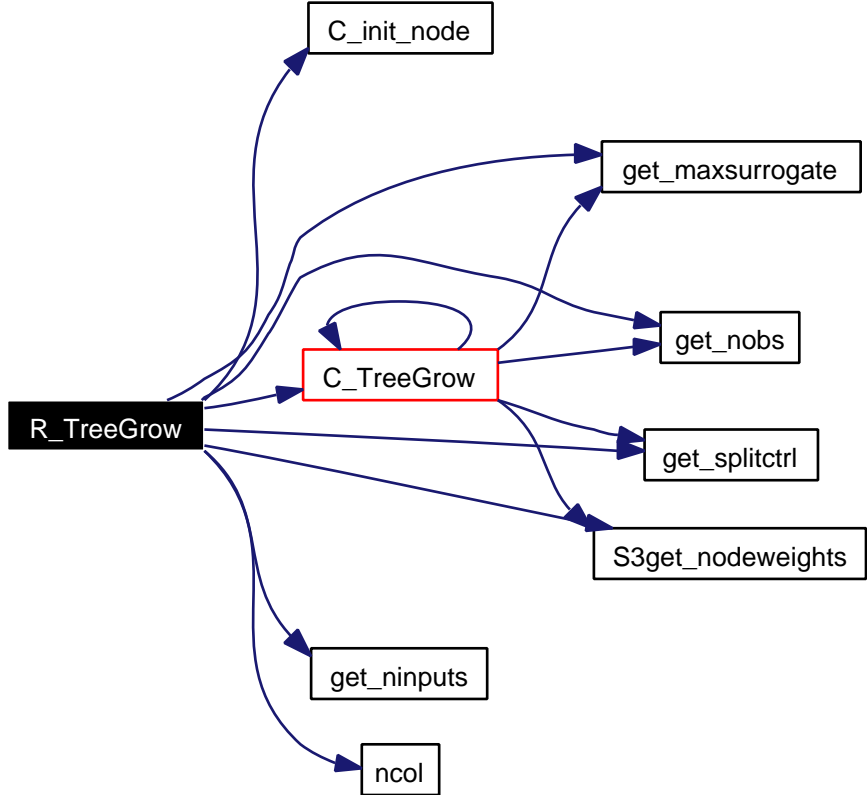 C_init_node
get_maxsurrogate
get_nobs
C_TreeGrow
R_TreeGrow
get_splitctrl
S3get_nodeweights
get_ninputs
ncol